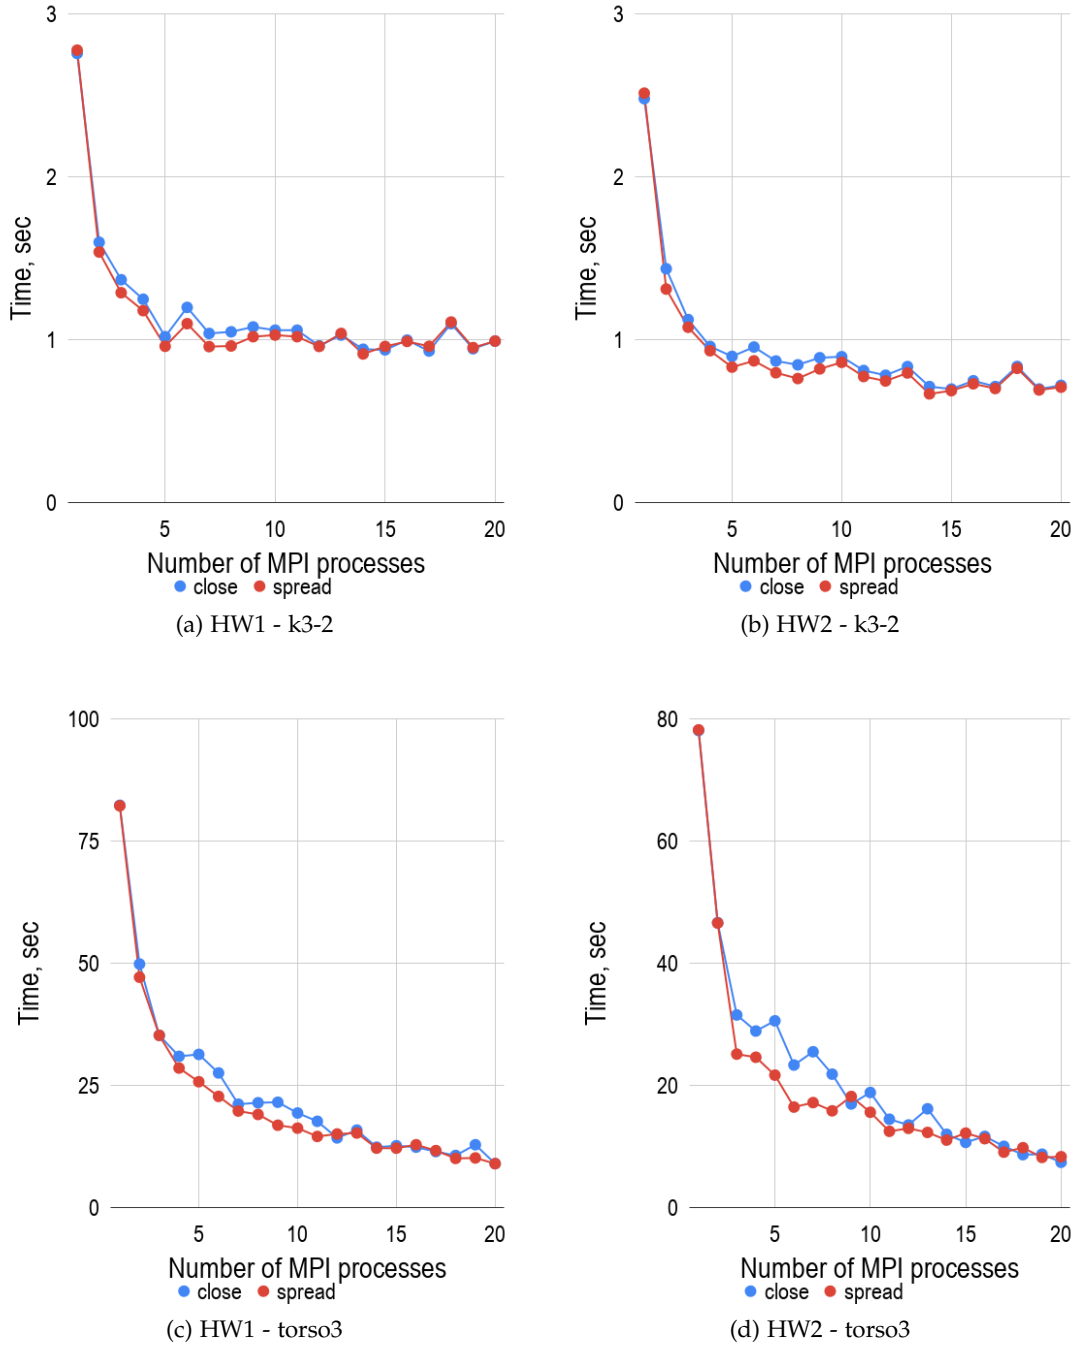 3
2
1
0
Time, sec
5 10 15 20
Number of MPI processes
close spread
(a) HW1 - k3-2
3
2
1
0
Time, sec
5 10 15 20
Number of MPI processes
close spread
(b) HW2 - k3-2
100
75
50
25
0
Time, sec
5 10 15 20
Number of MPI processes
close spread
(c) HW1 - torso3
80
60
40
20
0
Time, sec
5 10 15 20
Number of MPI processes
close spread
(d) HW2 - torso3